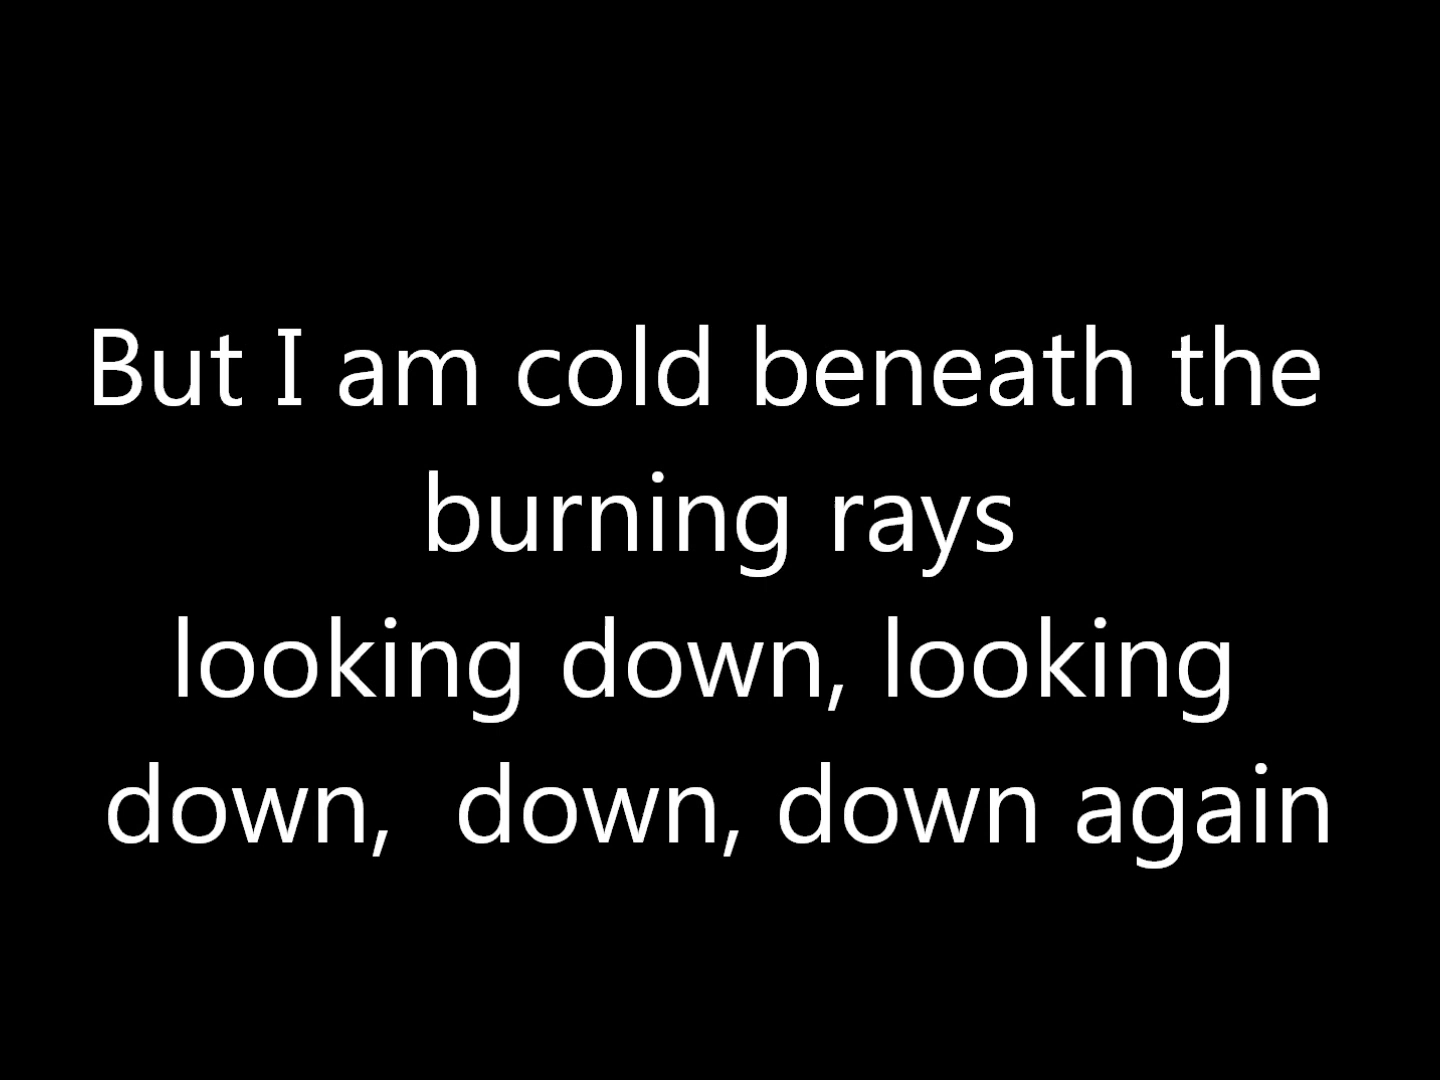 But I am cold beneath the
burning rays
looking down, looking
down,  down, down again